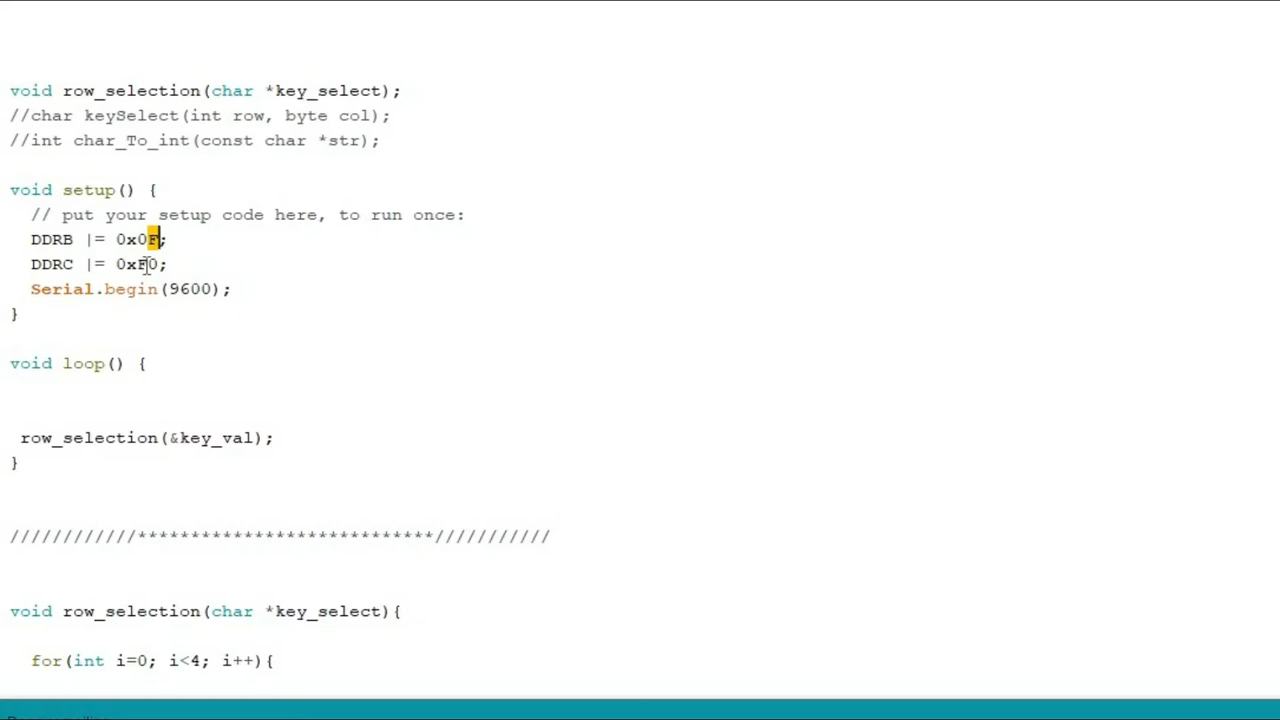 void row_selection(char *key_select);
//char keySelect(int row, byte col);
//int char_To_int(const char *str);
void setup() {
// put your setup code here, to run once:
DDRB |= 0x0F;
DDRC |= 0xF0;
Serial.begin(9600);
}
void loop() {
row_selection(&key_val);
}
////////////****************************///////////
void row_selection(char *key_select){
for(int i=0; i<4; i++){